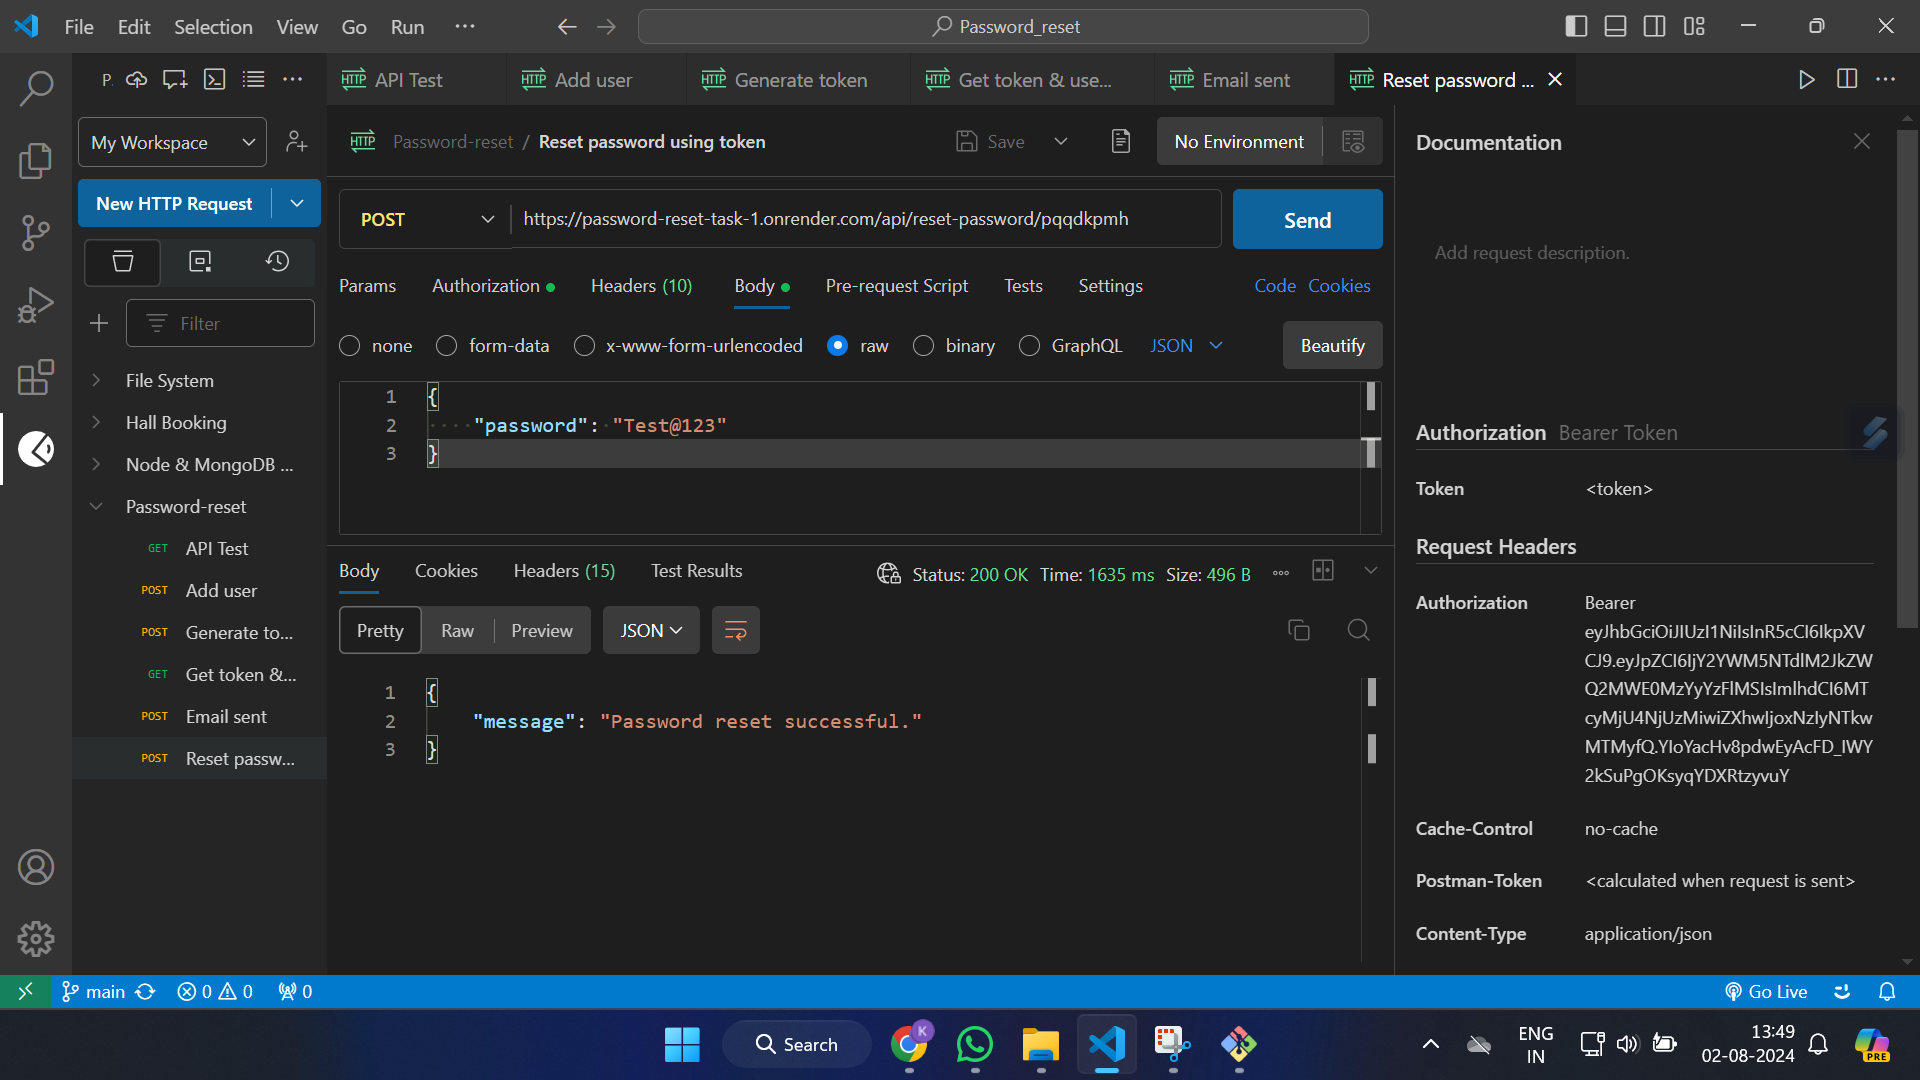 File Edit Selection View Go Run ···
Password_reset
P.
HTTP API Test
HTTP Add user
HTTP Generate token
HTTP Get token & use...
HTTP Email sent
HTTP Reset password ...
My Workspace
New HTTP Request
Filter
File System
Hall Booking
Node & MongoDB ...
Password-reset
GET API Test
POST Add user
POST Generate to...
GET Get token &...
POST Email sent
POST Reset passw...
HTTP Password-reset / Reset password using token
Save
No Environment
POST
https://password-reset-task-1.onrender.com/api/reset-password/pqqdkpmh
Send
Params Authorization Headers (10) Body Pre-request Script Tests Settings Code Cookies
none form-data x-www-form-urlencoded raw binary GraphQL JSON Beautify
1 {
2 ····"password":·"Test@123"
3 }
Body Cookies Headers (15) Test Results
Status: 200 OK Time: 1635 ms Size: 496 B
Pretty Raw Preview JSON
1 {
2 "message": "Password reset successful."
3 }
Documentation
Add request description.
Authorization Bearer Token
Token <token>
Request Headers
Authorization Bearer
eyJhbGciOiJIUzI1NiIsInR5cCI6IkpXV
CJ9.eyJpZCI6IjY2YWM5NTdlM2JkZW
Q2MWE0MzYyYzFlMSIsImlhdCI6MT
cyMjU4NjUzMiwiZXhwIjoxNzIyNTkw
MTMyfQ.YIoYacHv8pdwEyAcFD_IWY
2kSuPgOKsyqYDXRtzyvuY
Cache-Control no-cache
Postman-Token <calculated when request is sent>
Content-Type application/json
main 0 0 0
Go Live
Search
K
ENG
IN
13:49
02-08-2024
PRE